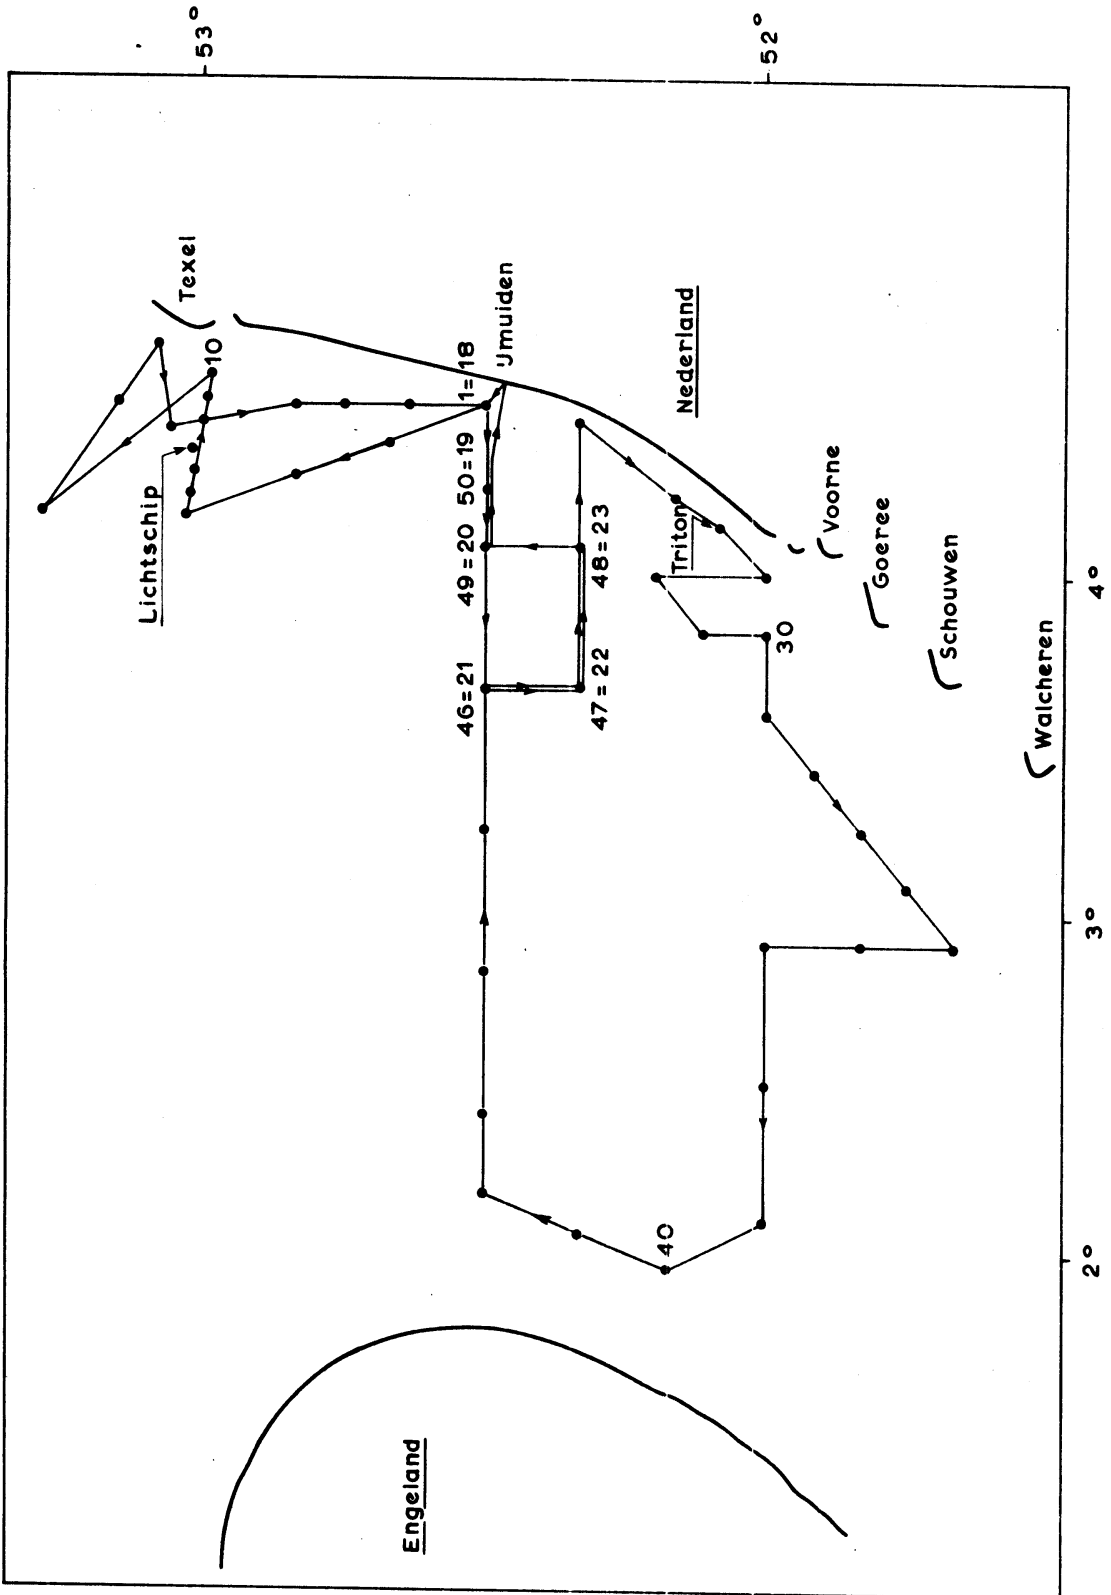 53°
52°
Texel
10
Lichtschip
1=18
IJmuiden
50=19
49=20
46=21
Nederland
Triton
48=23
47=22
30
Voorne
Goeree
Schouwen
Walcheren
40
Engeland
4°
3°
2°